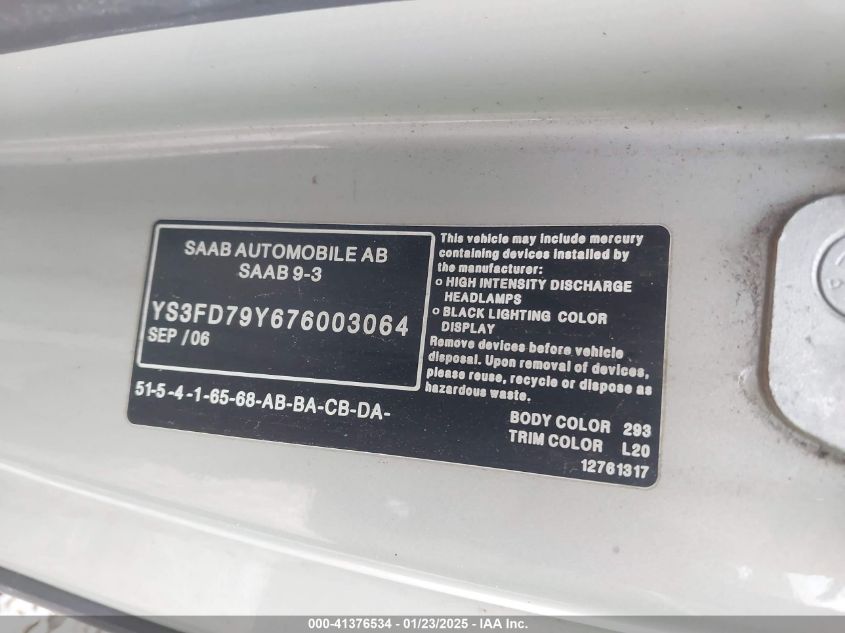 SAAB AUTOMOBILE AB
SAAB 9-3
YS3FD79Y676003064
SEP /06
51-5 -4 -1-65-68-AB-BA-CB-DA-
This vehicle may include mercury
containing devices installed by
the manufacturer:
o HIGH INTENSITY DISCHARGE
HEADLAMPS
o BLACK LIGHTING COLOR
DISPLAY
Remove devices before vehicle
disposal. Upon removal of devices,
please reuse, recycle or dispose as
hazardous waste.
BODY COLOR 293
TRIM COLOR L20
12761317
000-41376534 - 01/23/2025 - IAA Inc.